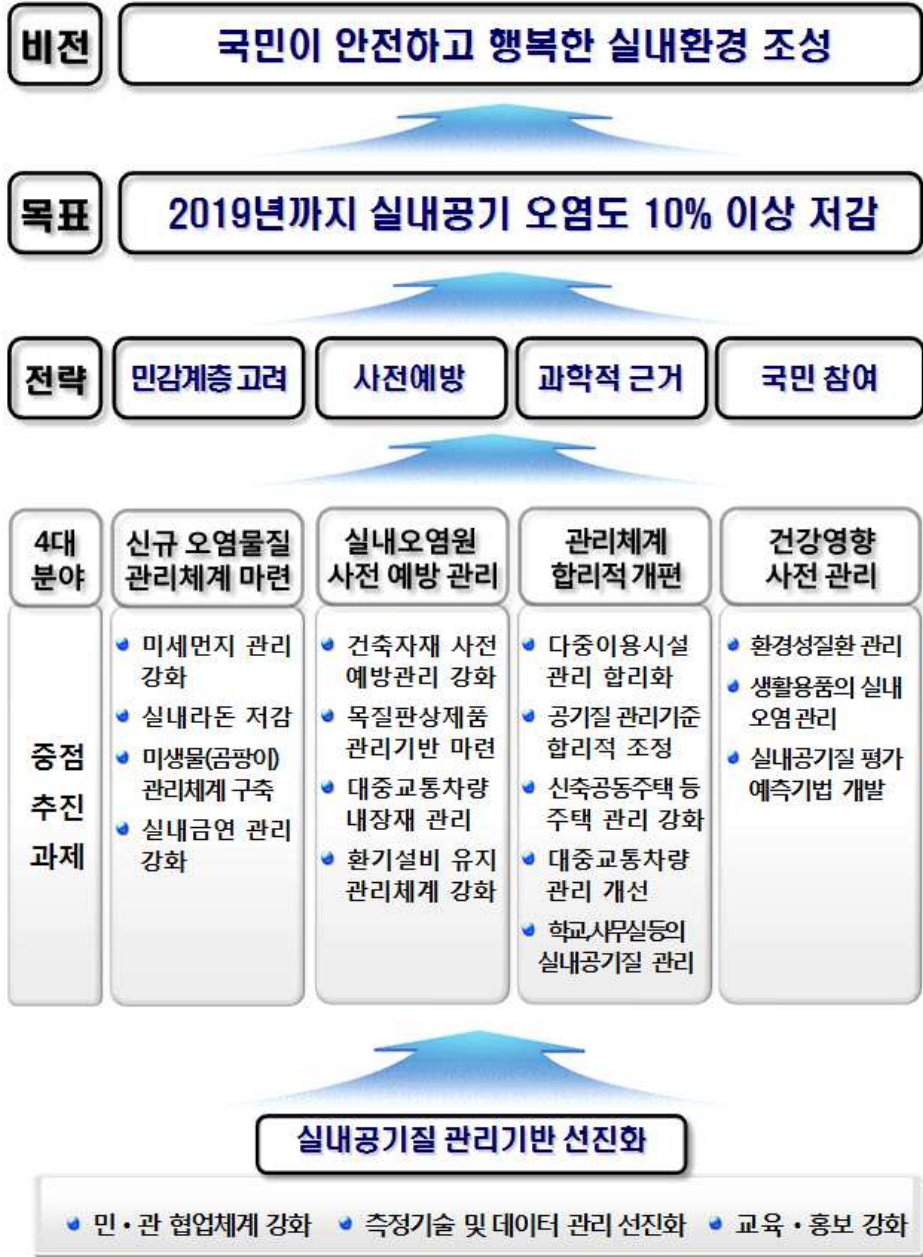 비전
국민이 안전하고 행복한 실내환경 조성
목표
2019년까지 실내공기 오염도 10% 이상 저감
전략
민감계층 고려
사전예방
과학적 근거
국민 참여
4대
분야
신규 오염물질
관리체계 마련
실내오염원
사전 예방 관리
관리체계
합리적 개편
건강영향
사전 관리
중점
추진
과제
미세먼지 관리
강화
실내라돈 저감
미생물(곰팡이)
관리체계 구축
실내금연 관리
강화
건축자재 사전
예방관리 강화
목질판상제품
관리기반 마련
대중교통차량
내장재 관리
환기설비 유지
관리체계 강화
다중이용시설
관리 합리화
공기질 관리기준
합리적 조정
신축공동주택 등
주택 관리 강화
대중교통차량
관리 개선
학교,사무실등의
실내공기질 관리
환경성질환 관리
생활용품의 실내
오염 관리
실내공기질 평가
예측기법 개발
실내공기질 관리기반 선진화
민·관 협업체계 강화 측정기술 및 데이터 관리 선진화 교육·홍보 강화